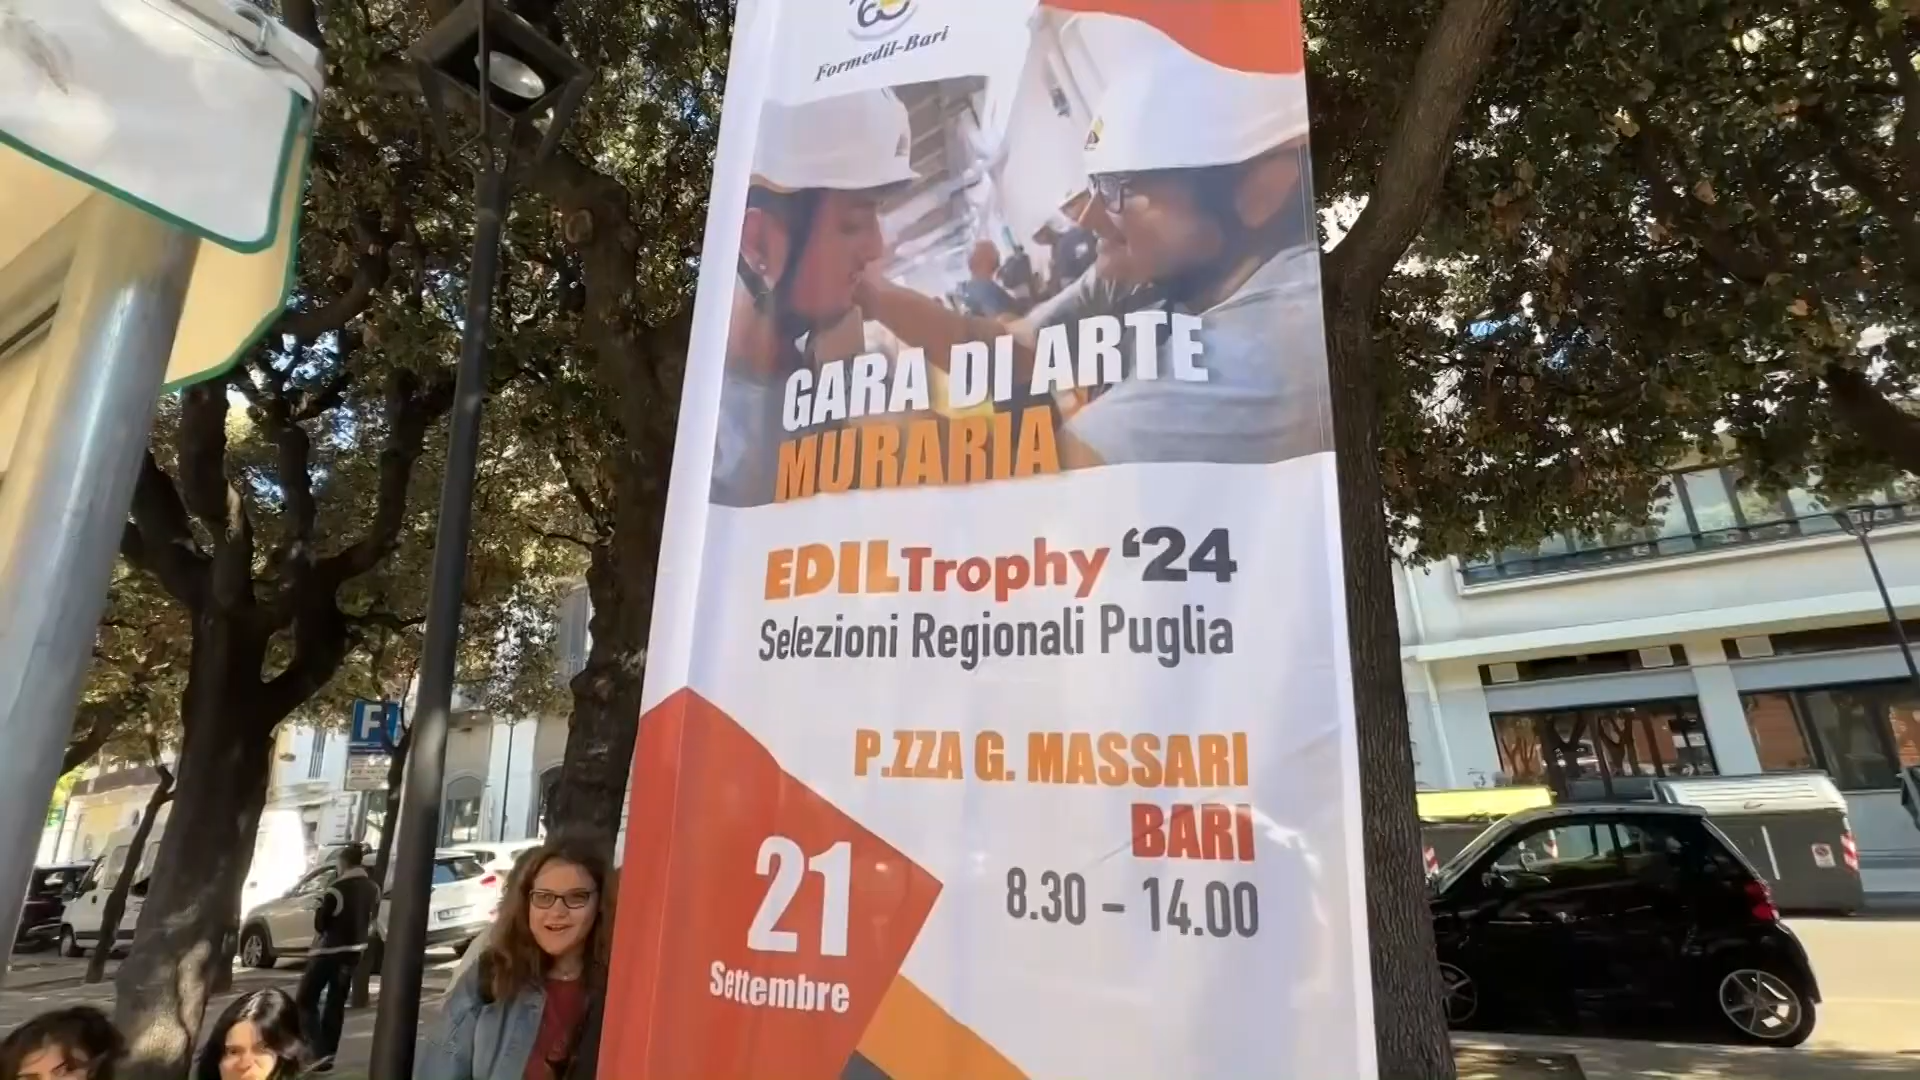 Formedil-Bari
GARA DI ARTE
MURARIA
EDILTrophy '24
Selezioni Regionali Puglia
P.ZZA G. MASSARI
BARI
8.30 – 14.00
21
Settembre
F